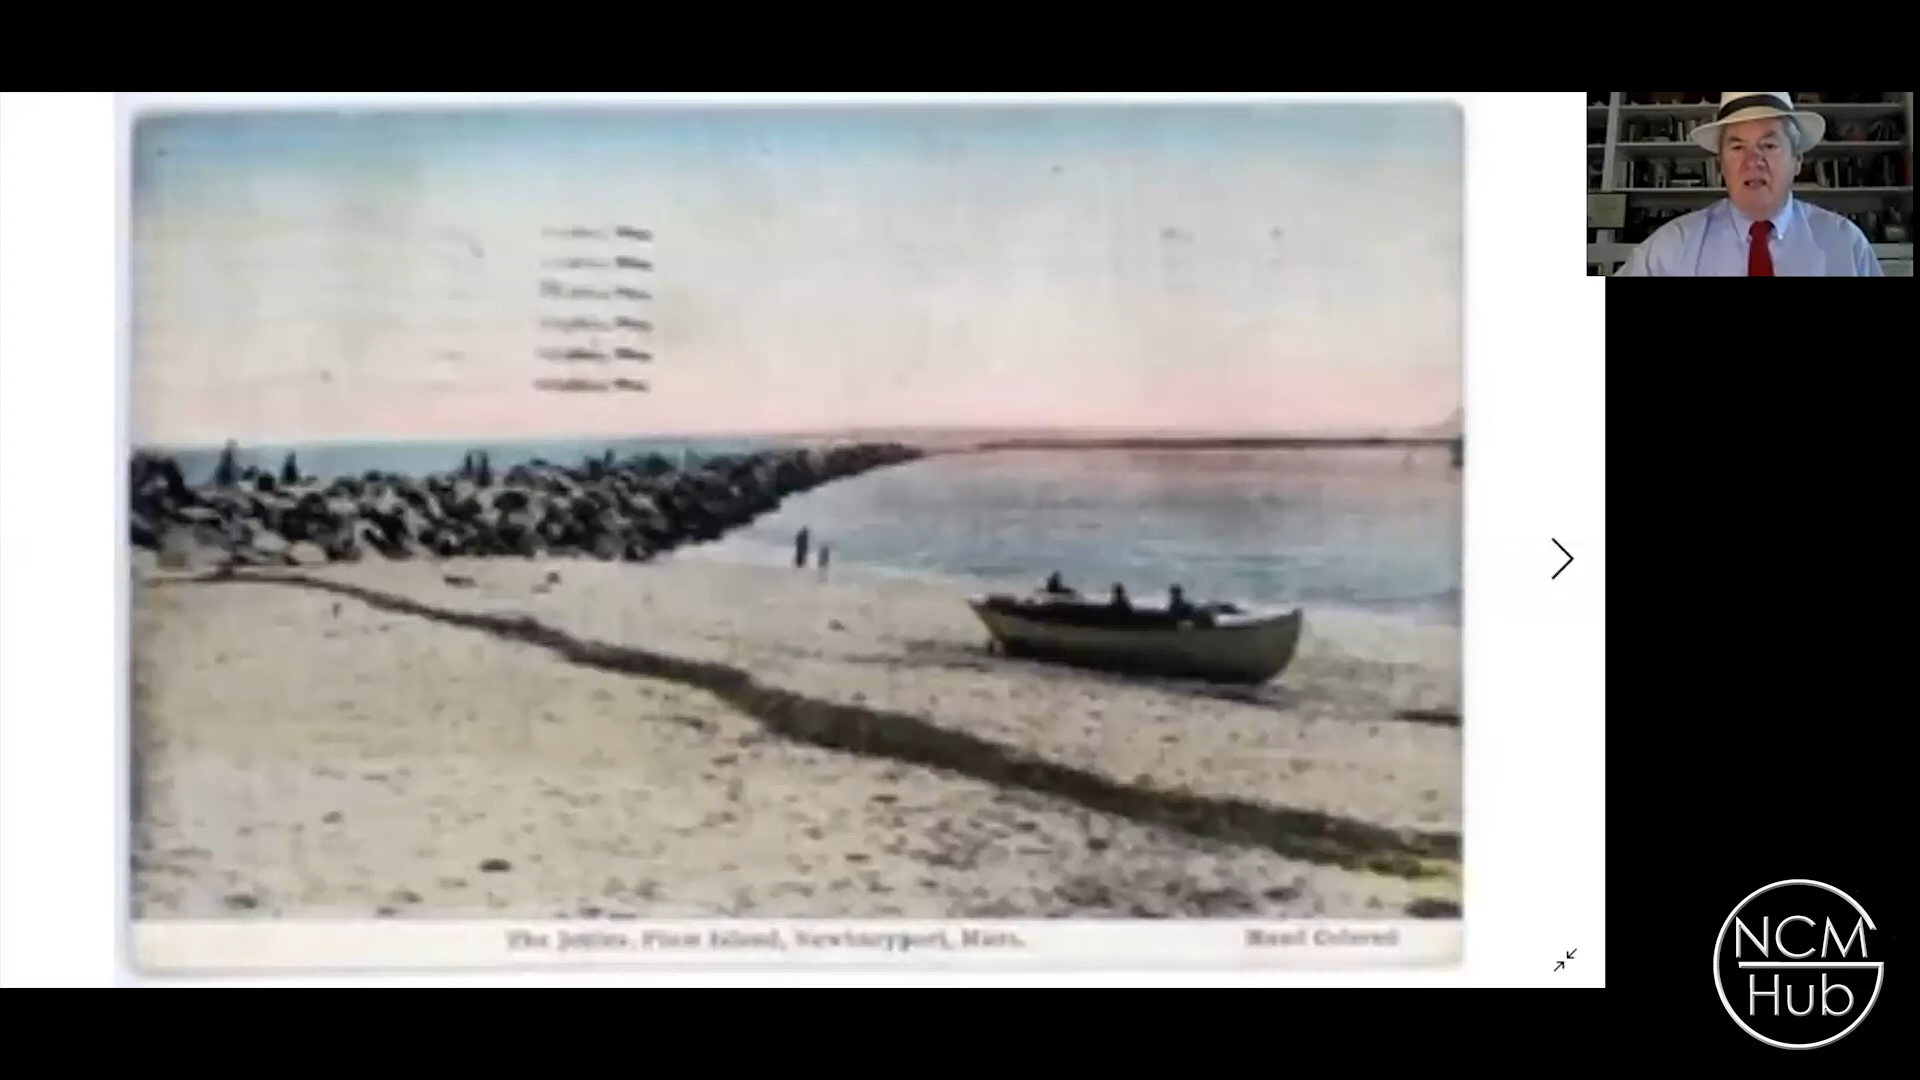 The Jetties, Plum Island, Newburyport, Mass.
Hand Colored
NCM
Hub